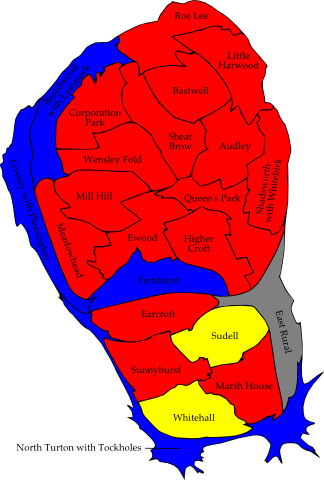 Roe Lee
Little
Harwood
Beardwood
with Lammack
Bastwell
Corporation
Park
Shear
Brow
Audley
Wensley Fold
Shadsworth
with Whitebirk
Mill Hill
Queen's Park
Livesey with Pleasington
Meadowhead
Ewood
Higher
Croft
Fernhurst
Earcroft
East Rural
Sudell
Sunnyhurst
Marsh House
Whitehall
North Turton with Tockholes